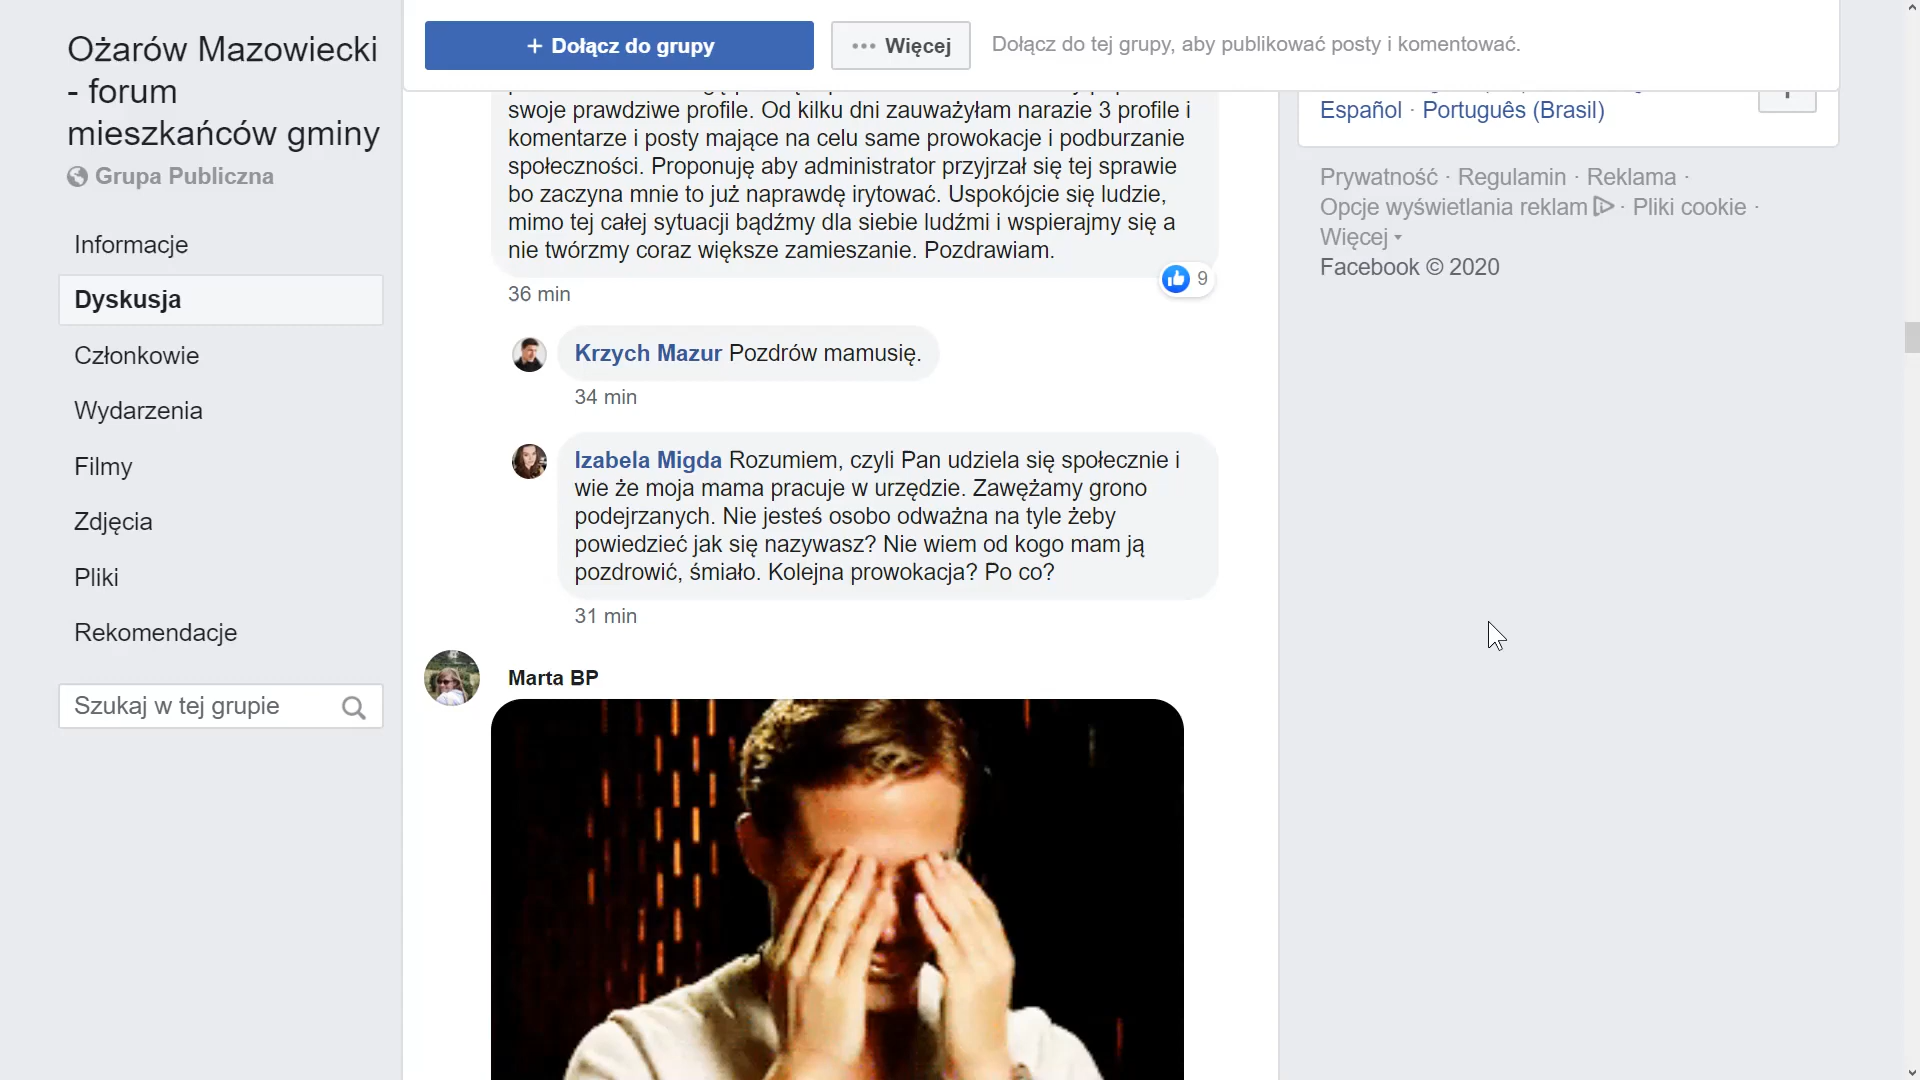 Ożarów Mazowiecki
- forum
mieszkańców gminy
Grupa Publiczna
Informacje
Dyskusja
Członkowie
Wydarzenia
Filmy
Zdjęcia
Pliki
Rekomendacje
Szukaj w tej grupie
+ Dołącz do grupy
••• Więcej
Dołącz do tej grupy, aby publikować posty i komentować.
swoje prawdziwe profile. Od kilku dni zauważyłam narazie 3 profile i
komentarze i posty mające na celu same prowokacje i podburzanie
społeczności. Proponuję aby administrator przyjrzał się tej sprawie
bo zaczyna mnie to już naprawdę irytować. Uspokójcie się ludzie,
mimo tej całej sytuacji bądźmy dla siebie ludźmi i wspierajmy się a
nie twórzmy coraz większe zamieszanie. Pozdrawiam.
9
36 min
Krzych Mazur Pozdrów mamusię.
34 min
Izabela Migda Rozumiem, czyli Pan udziela się społecznie i
wie że moja mama pracuje w urzędzie. Zawężamy grono
podejrzanych. Nie jesteś osobo odważna na tyle żeby
powiedzieć jak się nazywasz? Nie wiem od kogo mam ją
pozdrowić, śmiało. Kolejna prowokacja? Po co?
31 min
Marta BP
Español · Português (Brasil)
Prywatność · Regulamin · Reklama ·
Opcje wyświetlania reklam · Pliki cookie ·
Więcej
Facebook © 2020